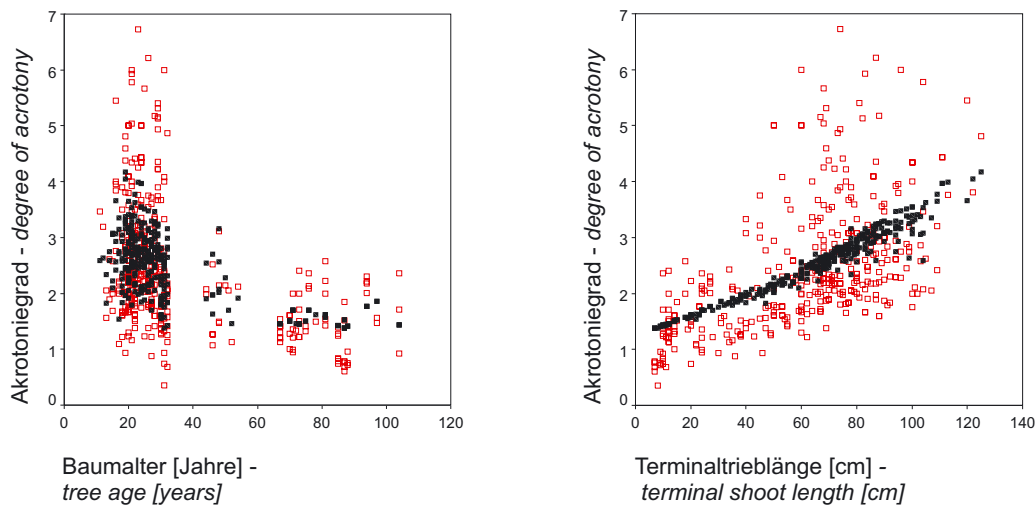 7
6
5
4
3
2
1
0
0 20 40 60 80 100 120
Akrotoniegrad - degree of acrotony
Baumalter [Jahre] -
tree age [years]
7
6
5
4
3
2
1
0
0 20 40 60 80 100 120 140
Akrotoniegrad - degree of acrotony
Terminaltrieblänge [cm] -
terminal shoot length [cm]